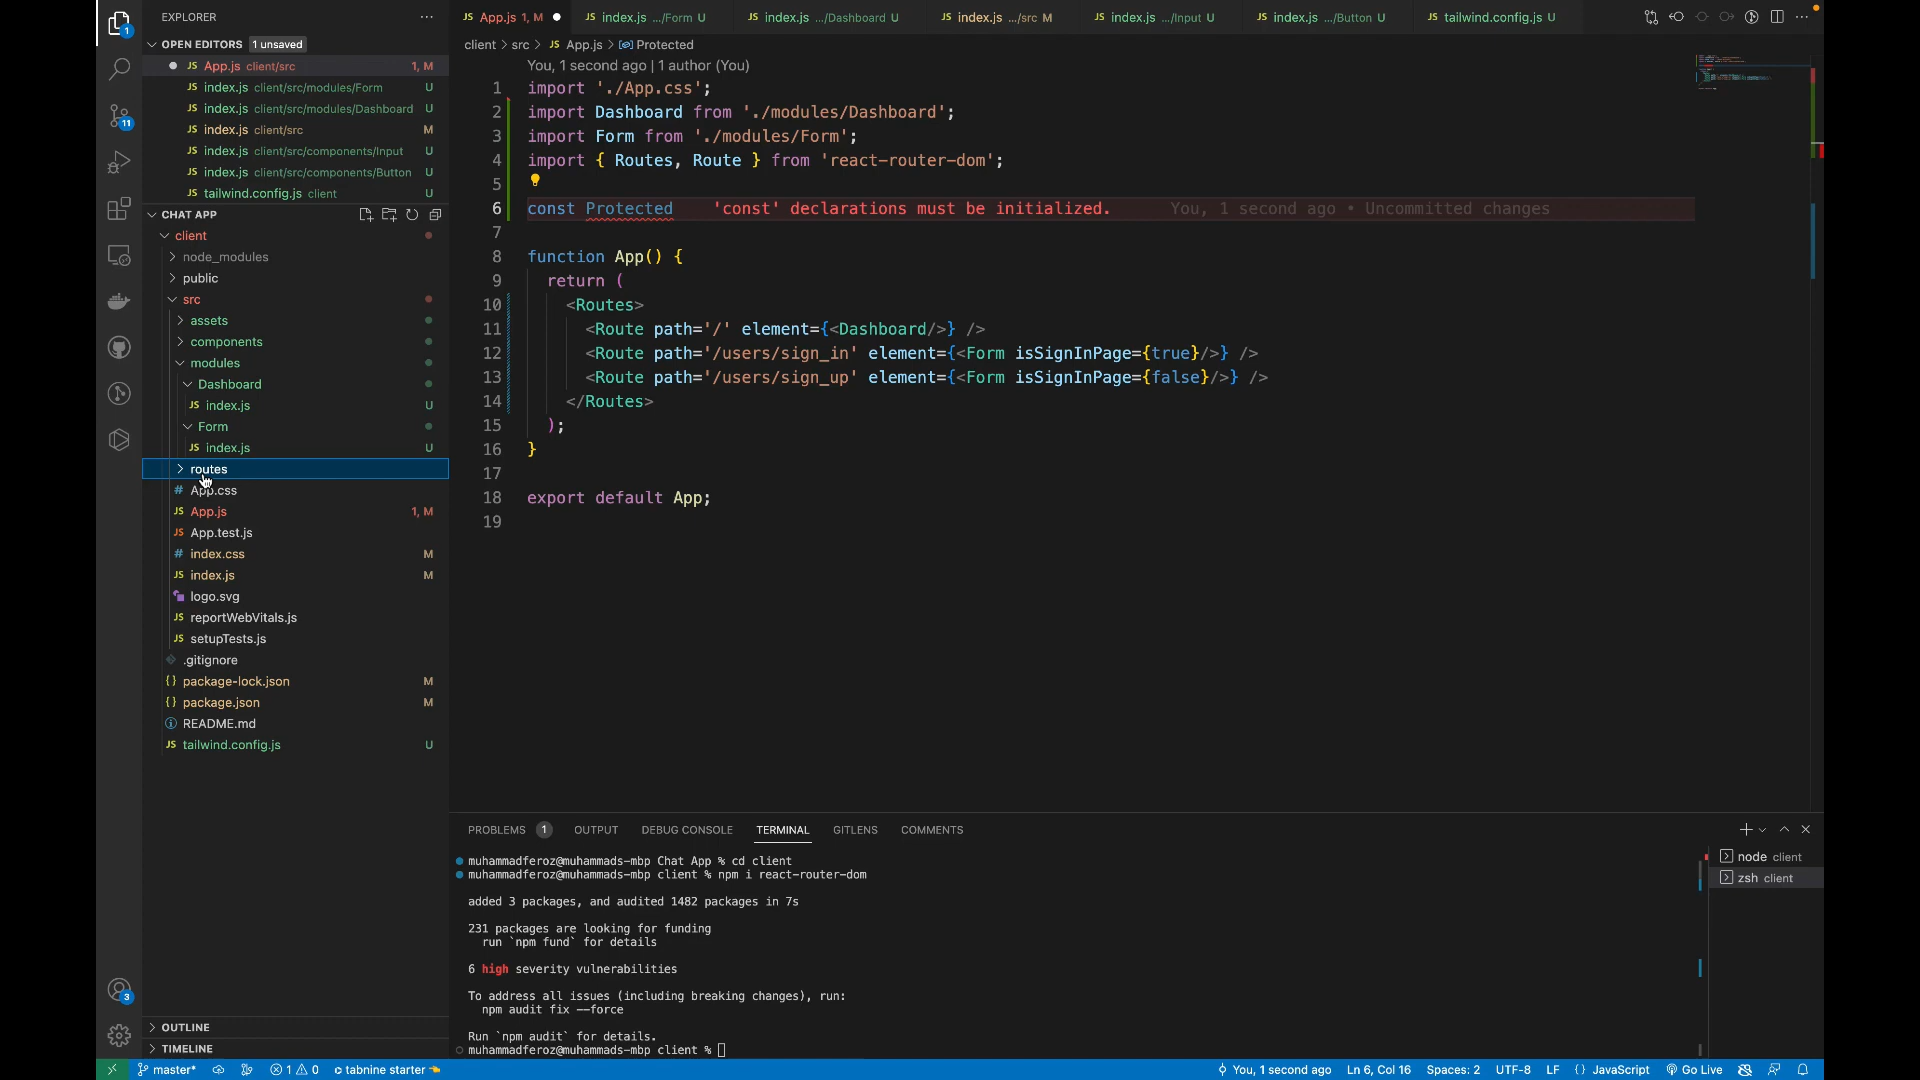 EXPLORER
OPEN EDITORS 1 unsaved
App.js client/src 1, M
index.js client/src/modules/Form U
index.js client/src/modules/Dashboard U
index.js client/src M
index.js client/src/components/Input U
index.js client/src/components/Button U
tailwind.config.js client U
CHAT APP
client
node_modules
public
src
assets
components
modules
Dashboard
index.js U
Form
index.js U
routes
App.css
App.js 1, M
App.test.js
index.css M
index.js M
logo.svg
reportWebVitals.js
setupTests.js
.gitignore
package-lock.json M
package.json M
README.md
tailwind.config.js U
OUTLINE
TIMELINE
1
11
3
App.js 1, M index.js .../Form U index.js .../Dashboard U index.js .../src M index.js .../Input U index.js .../Button U tailwind.config.js U
client > src > JS App.js > Protected
You, 1 second ago | 1 author (You)
1 import './App.css';
2 import Dashboard from './modules/Dashboard';
3 import Form from './modules/Form';
4 import { Routes, Route } from 'react-router-dom';
5
6 const Protected 'const' declarations must be initialized. You, 1 second ago • Uncommitted changes
7
8 function App() {
9 return (
10 <Routes>
11 <Route path='/' element={<Dashboard/>} />
12 <Route path='/users/sign_in' element={<Form isSignInPage={true}/>} />
13 <Route path='/users/sign_up' element={<Form isSignInPage={false}/>} />
14 </Routes>
15 );
16 }
17
18 export default App;
19
PROBLEMS 1 OUTPUT DEBUG CONSOLE TERMINAL GITLENS COMMENTS
muhammadferoz@muhammads-mbp Chat App % cd client
muhammadferoz@muhammads-mbp client % npm i react-router-dom
added 3 packages, and audited 1482 packages in 7s
231 packages are looking for funding
run `npm fund` for details
6 high severity vulnerabilities
To address all issues (including breaking changes), run:
npm audit fix --force
Run `npm audit` for details.
muhammadferoz@muhammads-mbp client %
node client
zsh client
master* 1 0 tabnine starter You, 1 second ago Ln 6, Col 16 Spaces: 2 UTF-8 LF {} JavaScript Go Live